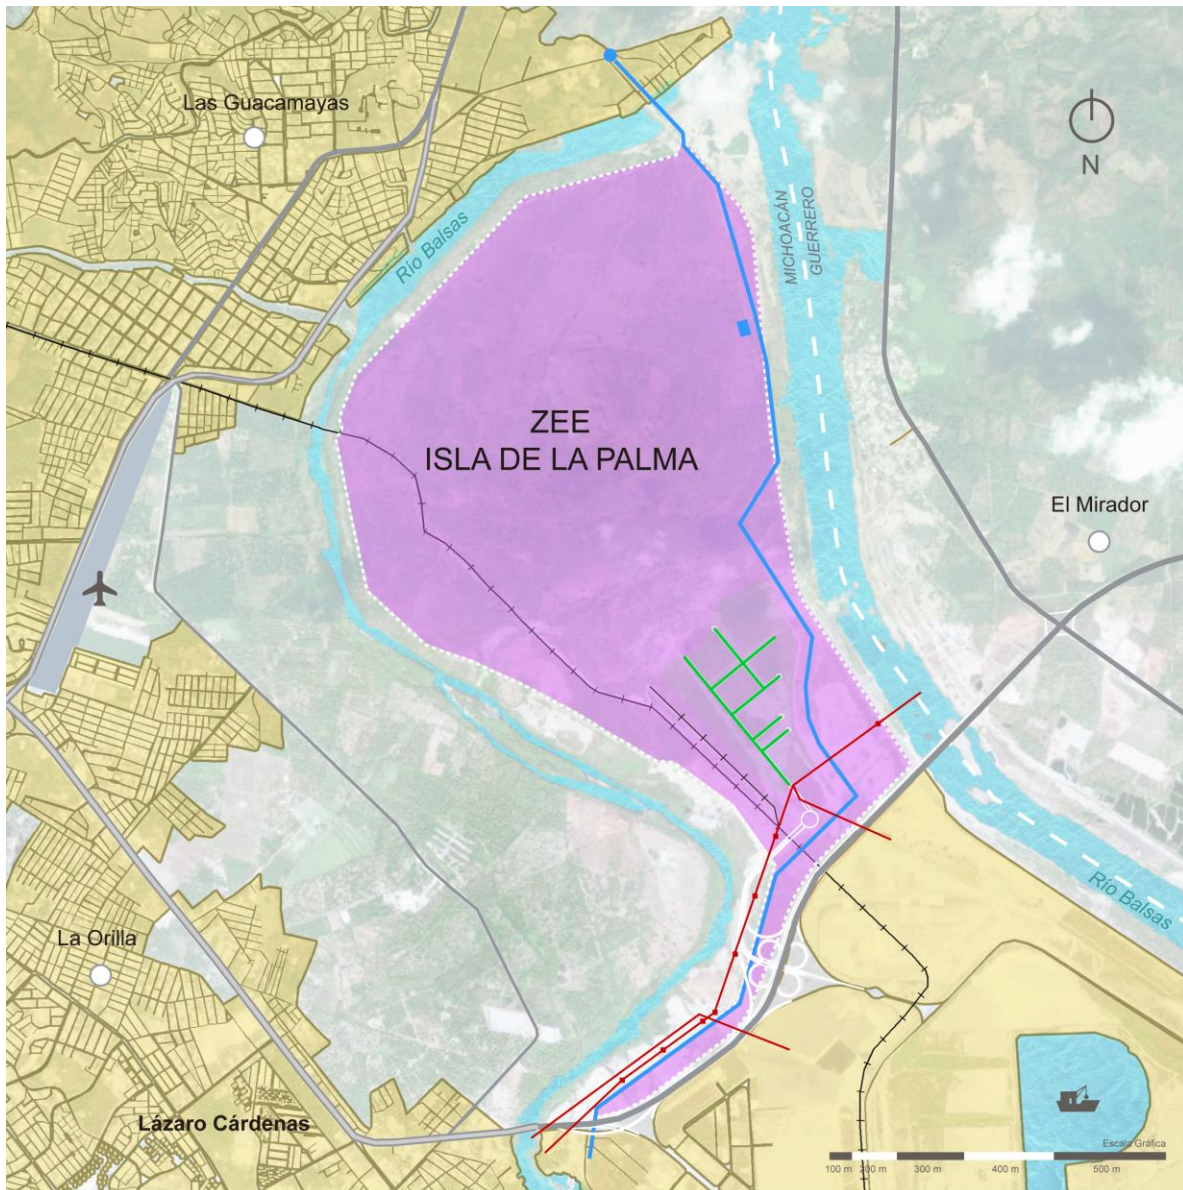 Las Guacamayas
N
Río Balsas
MICHOACÁN
GUERRERO
ZEE
ISLA DE LA PALMA
El Mirador
Río Balsas
La Orilla
Lázaro Cárdenas
Escala Gráfica
100 m 200 m 300 m 400 m 500 m